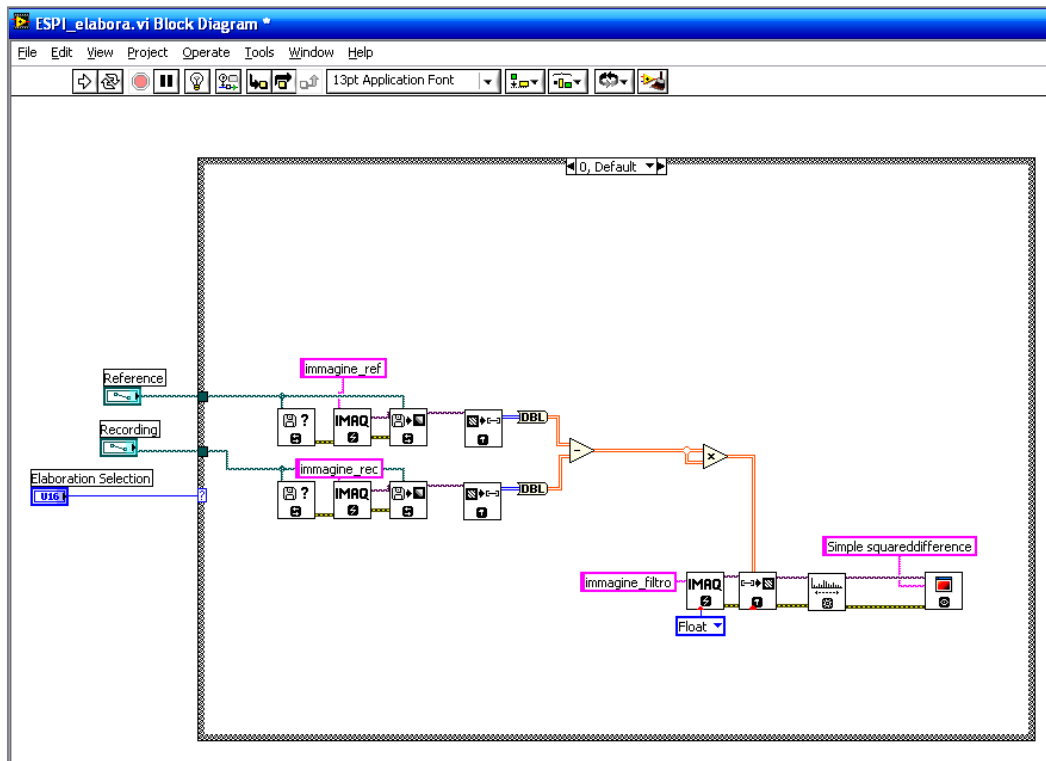 ESPI_elabora.vi Block Diagram *
File Edit View Project Operate Tools Window Help
13pt Application Font
0, Default
immagine_ref
Reference
? IMAQ
DBL
Recording
immagine_rec
Elaboration Selection
U16
?
? IMAQ
DBL
Simple squareddifference
immagine_filtro
IMAQ
Float